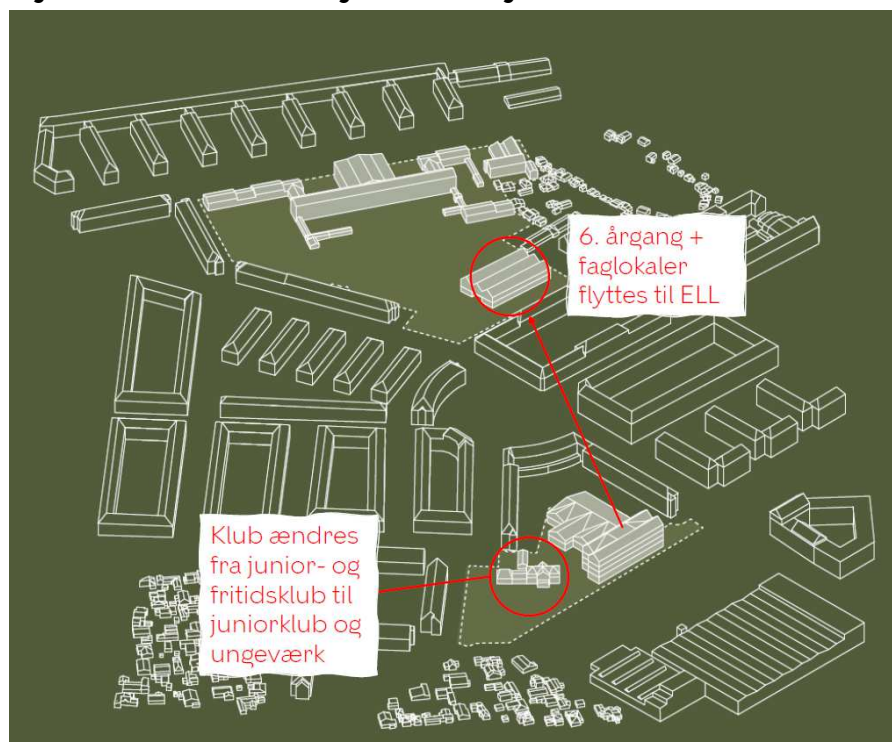 6. årgang +
faglokaler
flyttes til ELL
Klub ændres
fra junior- og
fritidsklub til
juniorklub og
ungeværk